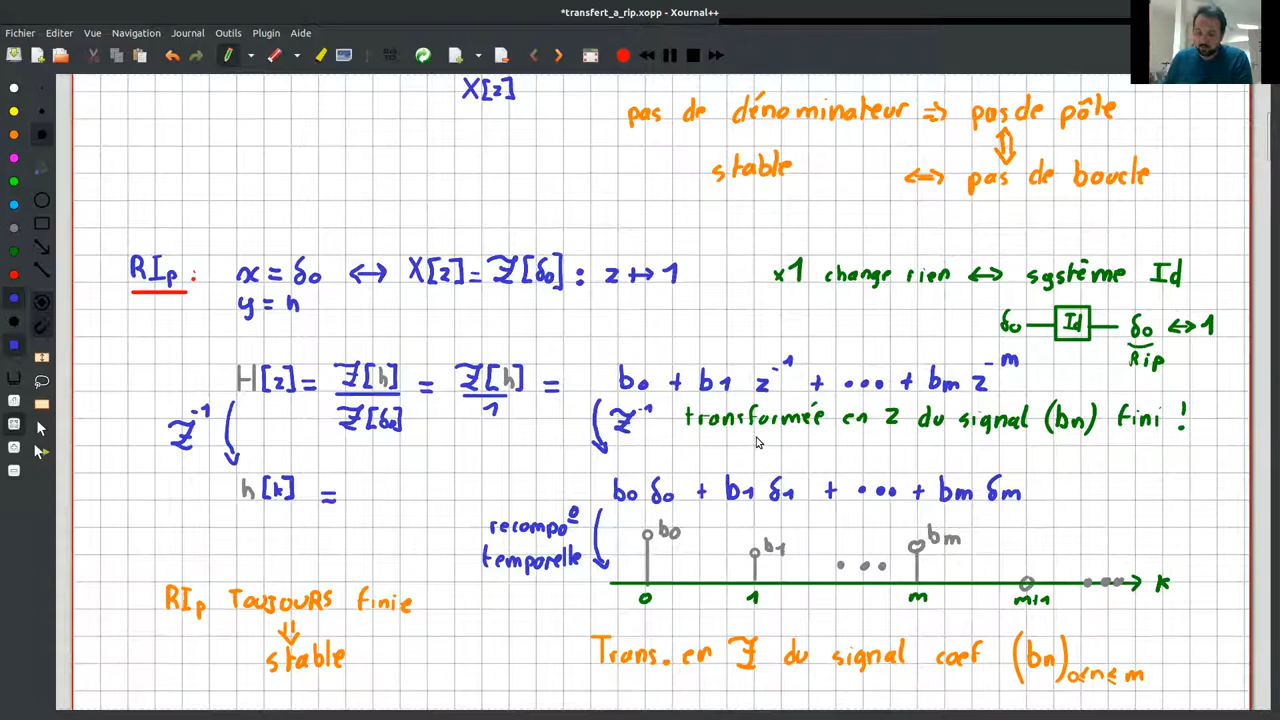 *transfert_a_rip.xopp - Xournal++
Fichier Editer Vue Navigation Journal Outils Plugin Aide
X[z]
pas de dénominateur => pas de pôle
⇕
stable <=> pas de boucle
RIp : x = δ0 ↔ X[z] = Z[δ0] : z ↦ 1
y = h
x1 change rien ↔ système Id
δ0 — Id — δ0 ↔ 1
Rip
H[z] = Z[h] / Z[δ0] = Z[h] / 1 = b0 + b1 z^-1 + ... + bm z^-m
Z^-1 Z^-1 transformée en z du signal (bn) fini !
h[k] = b0 δ0 + b1 δ1 + ... + bm δm
recompo° temporelle
b0 b1 ... bm
0 1 m m+1 ... k
RIp TOUJOURS finie
⇓
stable
Trans. en Z du signal coef (bn) 0≤n≤m